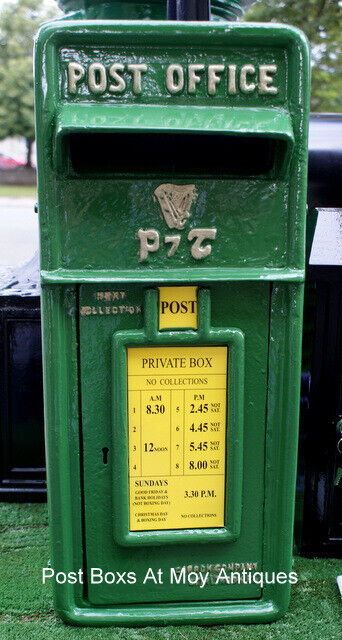 POST OFFICE
P 7 T
NEXT
COLLECTION
POST
PRIVATE BOX
NO COLLECTIONS
A.M P.M
1 8.30 5 2.45 NOT SAT.
2 6 4.45 NOT SAT.
3 12NOON 7 5.45 NOT SAT.
4 8 8.00 NOT SAT.
SUNDAYS
GOOD FRIDAY &
BANK HOLIDAYS
(NOT BOXING DAY)
3.30 P.M.
CHRISTMAS DAY
& BOXING DAY
NO COLLECTIONS
COMPANY
Post Boxs At Moy Antiques